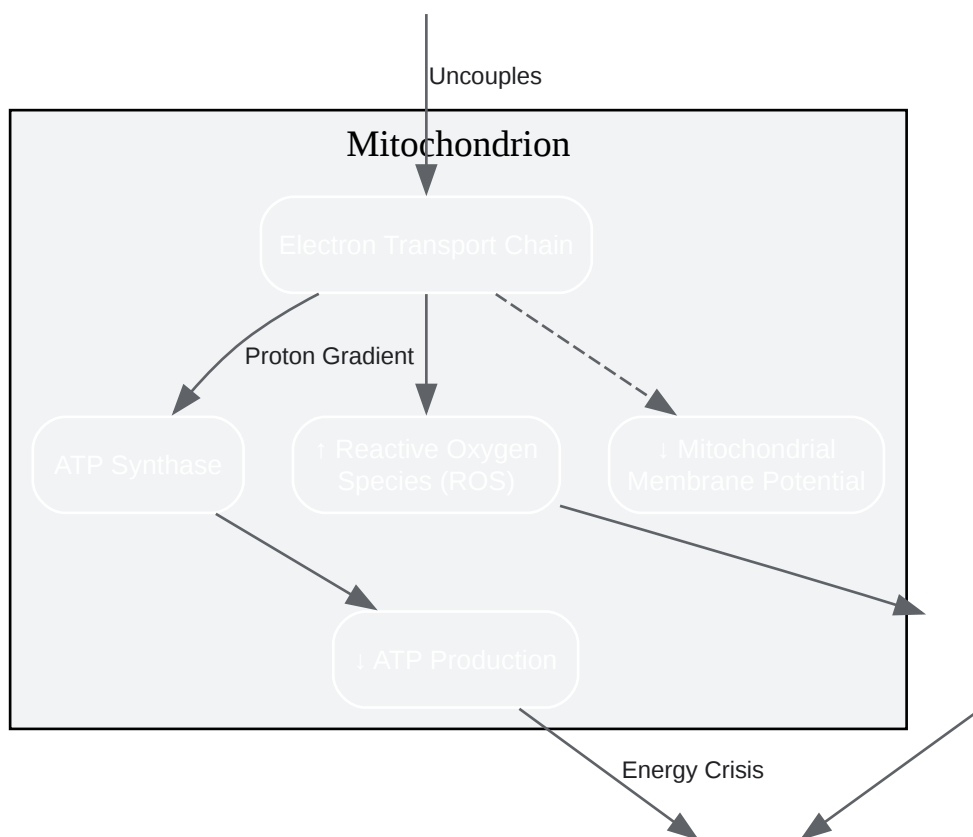 Uncouples
Mitochondrion
Electron Transport Chain
Proton Gradient
ATP Synthase
↑ Reactive Oxygen
Species (ROS)
↓ Mitochondrial
Membrane Potential
↓ ATP Production
Energy Crisis